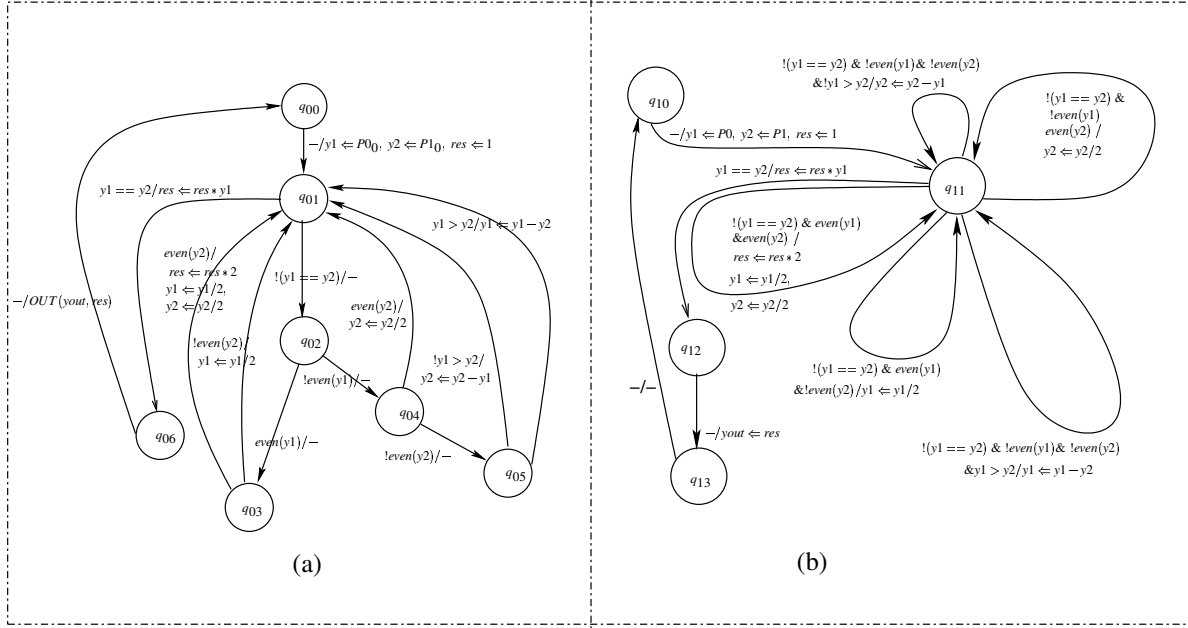 q00
−/y1 ⇐ P0₀, y2 ⇐ P1₀, res ⇐ 1
y1 == y2/res ⇐ res * y1
q01
y1 > y2/y1 ⇐ y1 − y2
even(y2)/
res ⇐ res * 2
y1 ⇐ y1/2,
y2 ⇐ y2/2
!(y1 == y2)/−
−/OUT(yout, res)
even(y2)/
y2 ⇐ y2/2
!even(y2)/
y1 ⇐ y1/2
q02
!y1 > y2/
y2 ⇐ y2 − y1
!even(y1)/−
q04
q06
even(y1)/−
!even(y2)/−
q05
q03
(a)
!(y1 == y2) & !even(y1)& !even(y2)
&!y1 > y2/y2 ⇐ y2 − y1
q10
!(y1 == y2) &
!even(y1)
even(y2) /
y2 ⇐ y2/2
−/y1 ⇐ P0, y2 ⇐ P1, res ⇐ 1
y1 == y2/res ⇐ res * y1
q11
!(y1 == y2) & even(y1)
&even(y2) /
res ⇐ res * 2
y1 ⇐ y1/2,
y2 ⇐ y2/2
q12
!(y1 == y2) & even(y1)
&!even(y2)/y1 ⇐ y1/2
−/−
−/yout ⇐ res
!(y1 == y2) & !even(y1)& !even(y2)
&y1 > y2/y1 ⇐ y1 − y2
q13
(b)